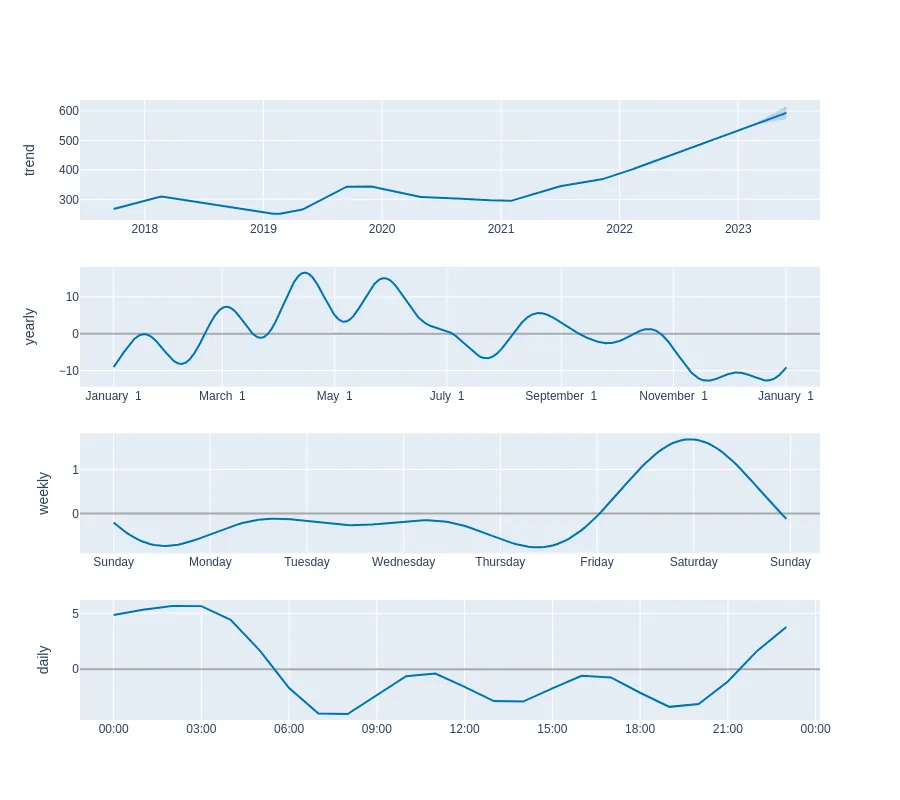 trend
600
500
400
300
2018 2019 2020 2021 2022 2023
yearly
10
0
−10
January 1 March 1 May 1 July 1 September 1 November 1 January 1
weekly
1
0
Sunday Monday Tuesday Wednesday Thursday Friday Saturday Sunday
daily
5
0
00:00 03:00 06:00 09:00 12:00 15:00 18:00 21:00 00:00